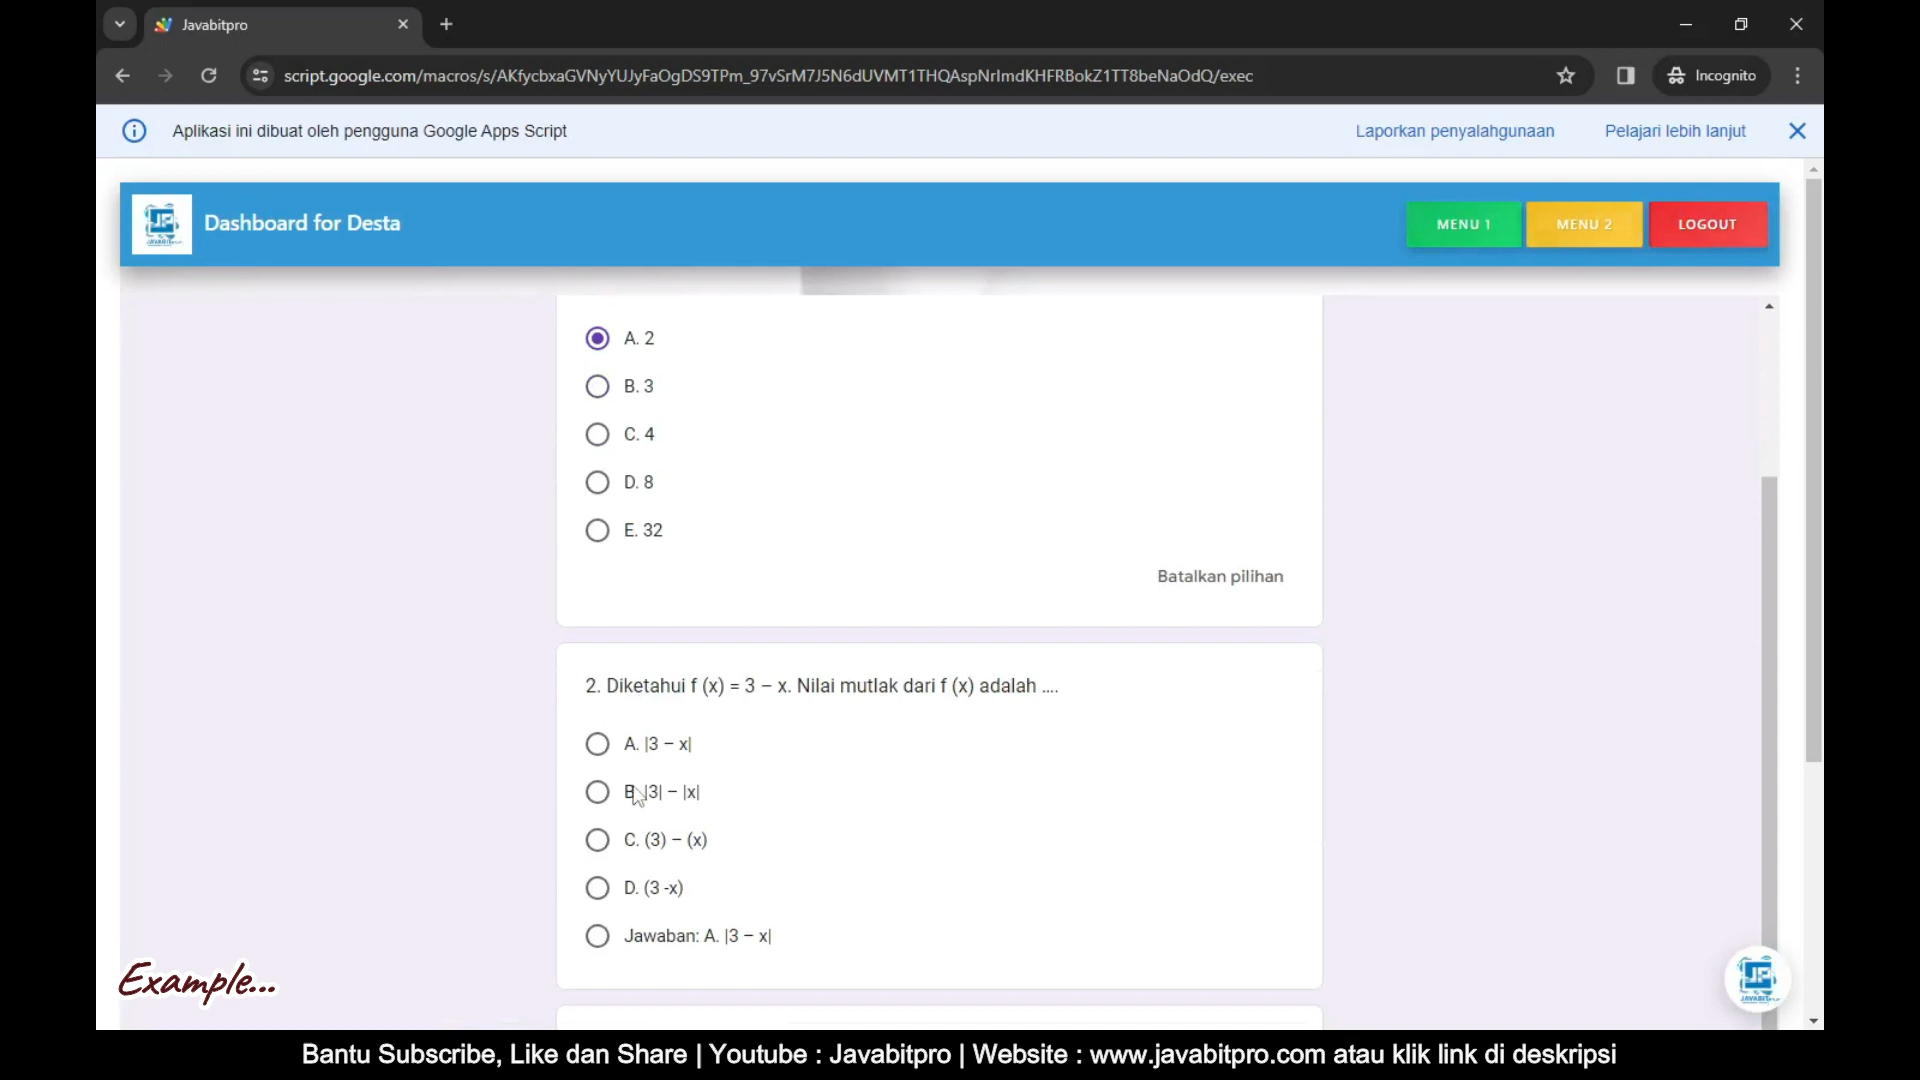 Javabitpro
script.google.com/macros/s/AKfycbxaGVNyYUJyFaOgDS9TPm_97vSrM7J5N6dUVMT1THQAspNrImdKHFRBokZ1TT8beNaOdQ/exec
Incognito
Aplikasi ini dibuat oleh pengguna Google Apps Script
Laporkan penyalahgunaan
Pelajari lebih lanjut
JP
Dashboard for Desta
MENU 1
MENU 2
LOGOUT
A. 2
B. 3
C. 4
D. 8
E. 32
Batalkan pilihan
2. Diketahui f (x) = 3 – x. Nilai mutlak dari f (x) adalah ....
A. |3 – x|
B. |3| – |x|
C. (3) – (x)
D. (3 -x)
Jawaban: A. |3 – x|
Example...
JP
JAVABIT
Bantu Subscribe, Like dan Share | Youtube : Javabitpro | Website : www.javabitpro.com atau klik link di deskripsi